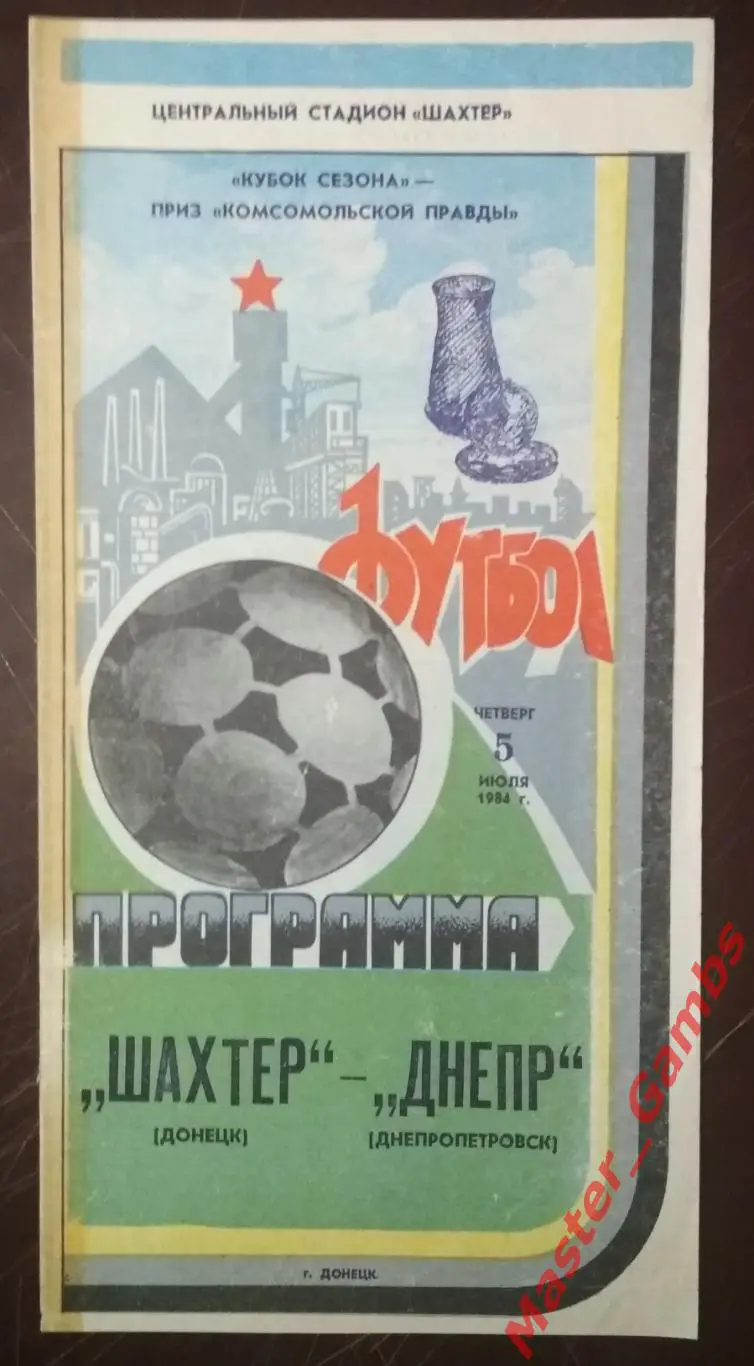 ЦЕНТРАЛЬНЫЙ СТАДИОН «ШАХТЕР»
«КУБОК СЕЗОНА» —
ПРИЗ «КОМСОМОЛЬСКОЙ ПРАВДЫ»
ФУТБОЛ
ЧЕТВЕРГ
5
ИЮЛЯ
1984 г.
ПРОГРАММА
„ШАХТЕР“ — „ДНЕПР“
(ДОНЕЦК) (ДНЕПРОПЕТРОВСК)
г. ДОНЕЦК
Master_Gambs